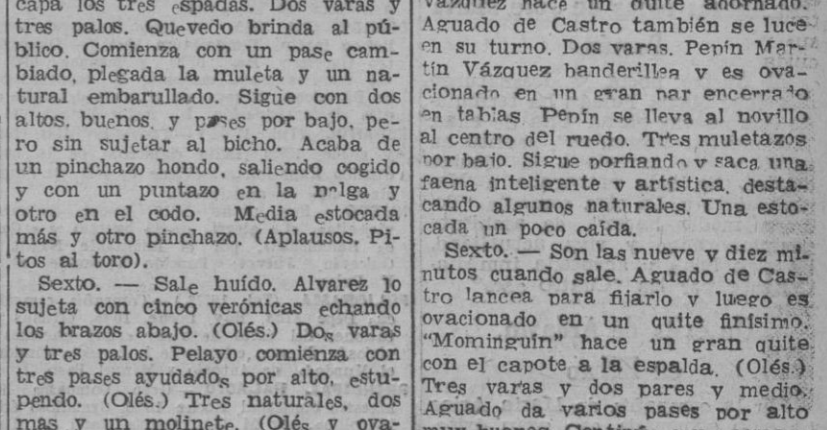 capa los tres espadas. Dos varas y
tres palos. Quevedo brinda al pú-
blico. Comienza con un pase cam-
biado, plegada la muleta y un na-
tural embarullado. Sigue con dos
altos, buenos, y pases por bajo, pe-
ro sin sujetar al bicho. Acaba de
un pinchazo hondo, saliendo cogido
y con un puntazo en la nalga y
otro en el codo. Media estocada
más y otro pinchazo. (Aplausos. Pi-
tos al toro).
Sexto. — Sale huído. Alvarez lo
sujeta con cinco verónicas echando
los brazos abajo. (Olés.) Dos varas
y tres palos. Pelayo comienza con
tres pases ayudados por alto, estu-
pendo. (Olés.) Tres naturales, dos
más y un molinete. (Olés y ova-
Vázquez hace un quite adornado.
Aguado de Castro también se luce
en su turno. Dos varas. Pepín Mar-
tín Vázquez banderillea y es ova-
cionado en un gran par encerrado
en tablas. Pepín se lleva al novillo
al centro del ruedo. Tres muletazos
por bajo. Sigue porfiando y saca una
faena inteligente y artística, desta-
cando algunos naturales. Una esto-
cada un poco caída.
Sexto. — Son las nueve y diez mi-
nutos cuando sale. Aguado de Cas-
tro lancea para fijarlo y luego es
ovacionado en un quite finísimo.
"Mominguín" hace un gran quite
con el capote a la espalda. (Olés.)
Tres varas y dos pares y medio.
Aguado da varios pases por alto
muy buenos.